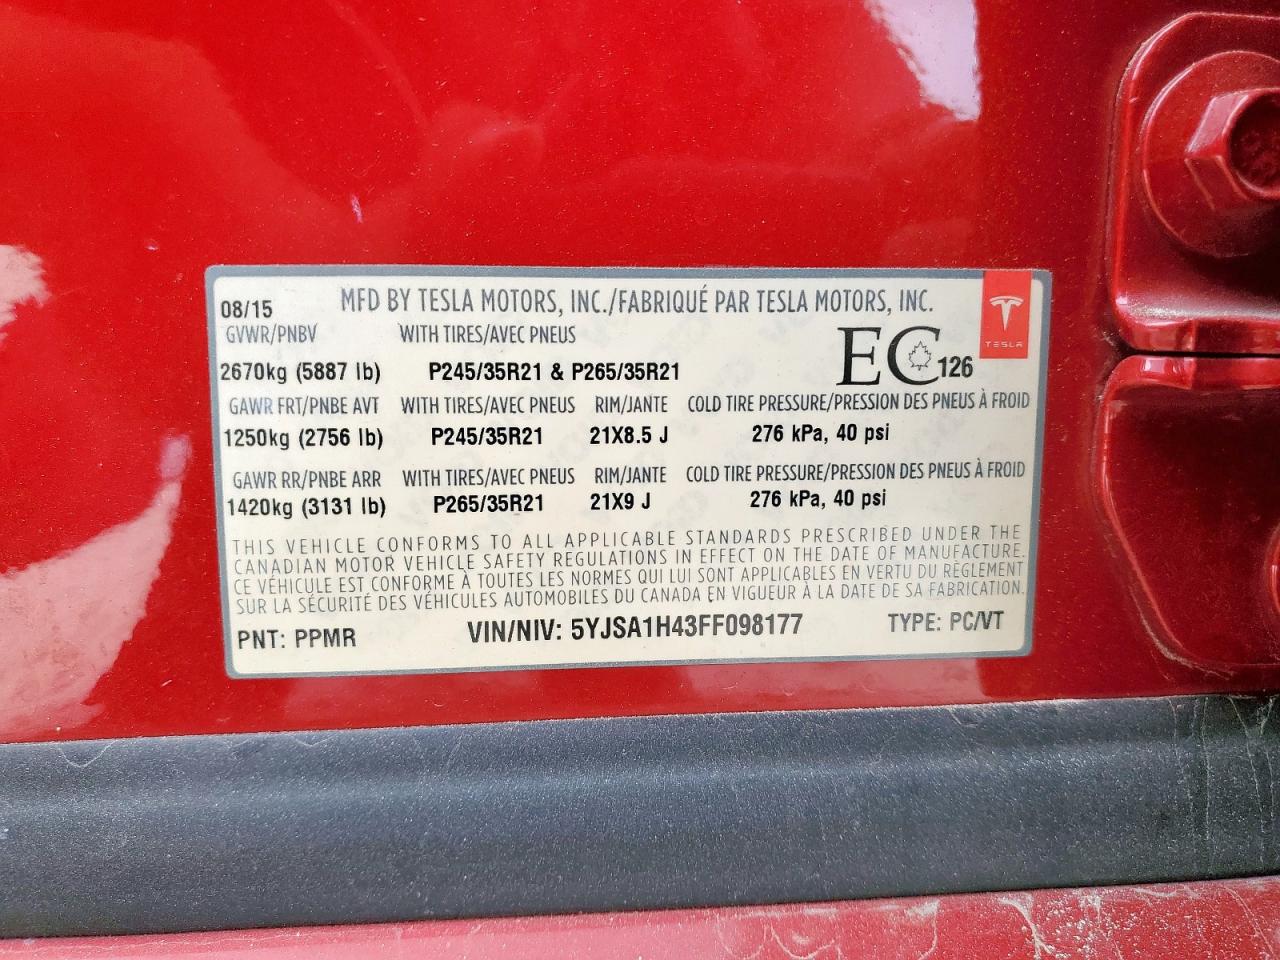 08/15 MFD BY TESLA MOTORS, INC./FABRIQUÉ PAR TESLA MOTORS, INC.
GVWR/PNBV WITH TIRES/AVEC PNEUS
2670kg (5887 lb) P245/35R21 & P265/35R21 EC 126 TESLA
GAWR FRT/PNBE AVT WITH TIRES/AVEC PNEUS RIM/JANTE COLD TIRE PRESSURE/PRESSION DES PNEUS À FROID
1250kg (2756 lb) P245/35R21 21X8.5 J 276 kPa, 40 psi
GAWR RR/PNBE ARR WITH TIRES/AVEC PNEUS RIM/JANTE COLD TIRE PRESSURE/PRESSION DES PNEUS À FROID
1420kg (3131 lb) P265/35R21 21X9 J 276 kPa, 40 psi
THIS VEHICLE CONFORMS TO ALL APPLICABLE STANDARDS PRESCRIBED UNDER THE
CANADIAN MOTOR VEHICLE SAFETY REGULATIONS IN EFFECT ON THE DATE OF MANUFACTURE.
CE VÉHICULE EST CONFORME À TOUTES LES NORMES QUI LUI SONT APPLICABLES EN VERTU DU RÈGLEMENT
SUR LA SÉCURITÉ DES VÉHICULES AUTOMOBILES DU CANADA EN VIGUEUR À LA DATE DE SA FABRICATION.
PNT: PPMR VIN/NIV: 5YJSA1H43FF098177 TYPE: PC/VT